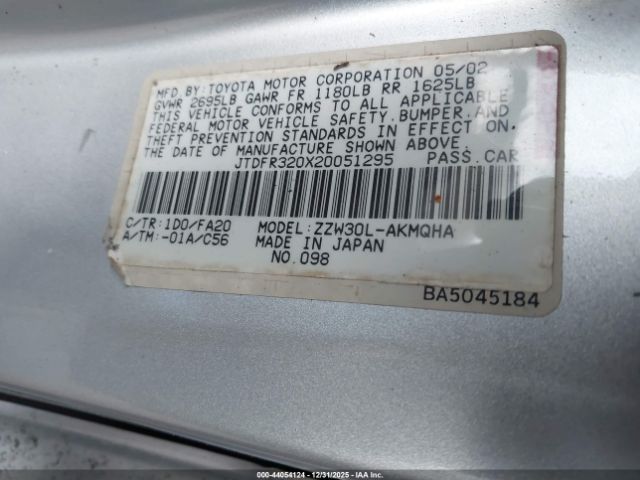 MFD.BY:TOYOTA MOTOR CORPORATION 05/02
GVWR 2695LB GAWR FR 1180LB RR 1625LB
THIS VEHICLE CONFORMS TO ALL APPLICABLE
FEDERAL MOTOR VEHICLE SAFETY,BUMPER,AND
THEFT PREVENTION STANDARDS IN EFFECT ON
THE DATE OF MANUFACTURE SHOWN ABOVE.
JTDFR320X20051295 PASS.CAR
C/TR:1D0/FA20 MODEL:ZZW30L-AKMQHA
A/TM:-01A/C56 MADE IN JAPAN
NO.098
BA5045184
000-44054124 - 12/31/2025 - IAAI.COM